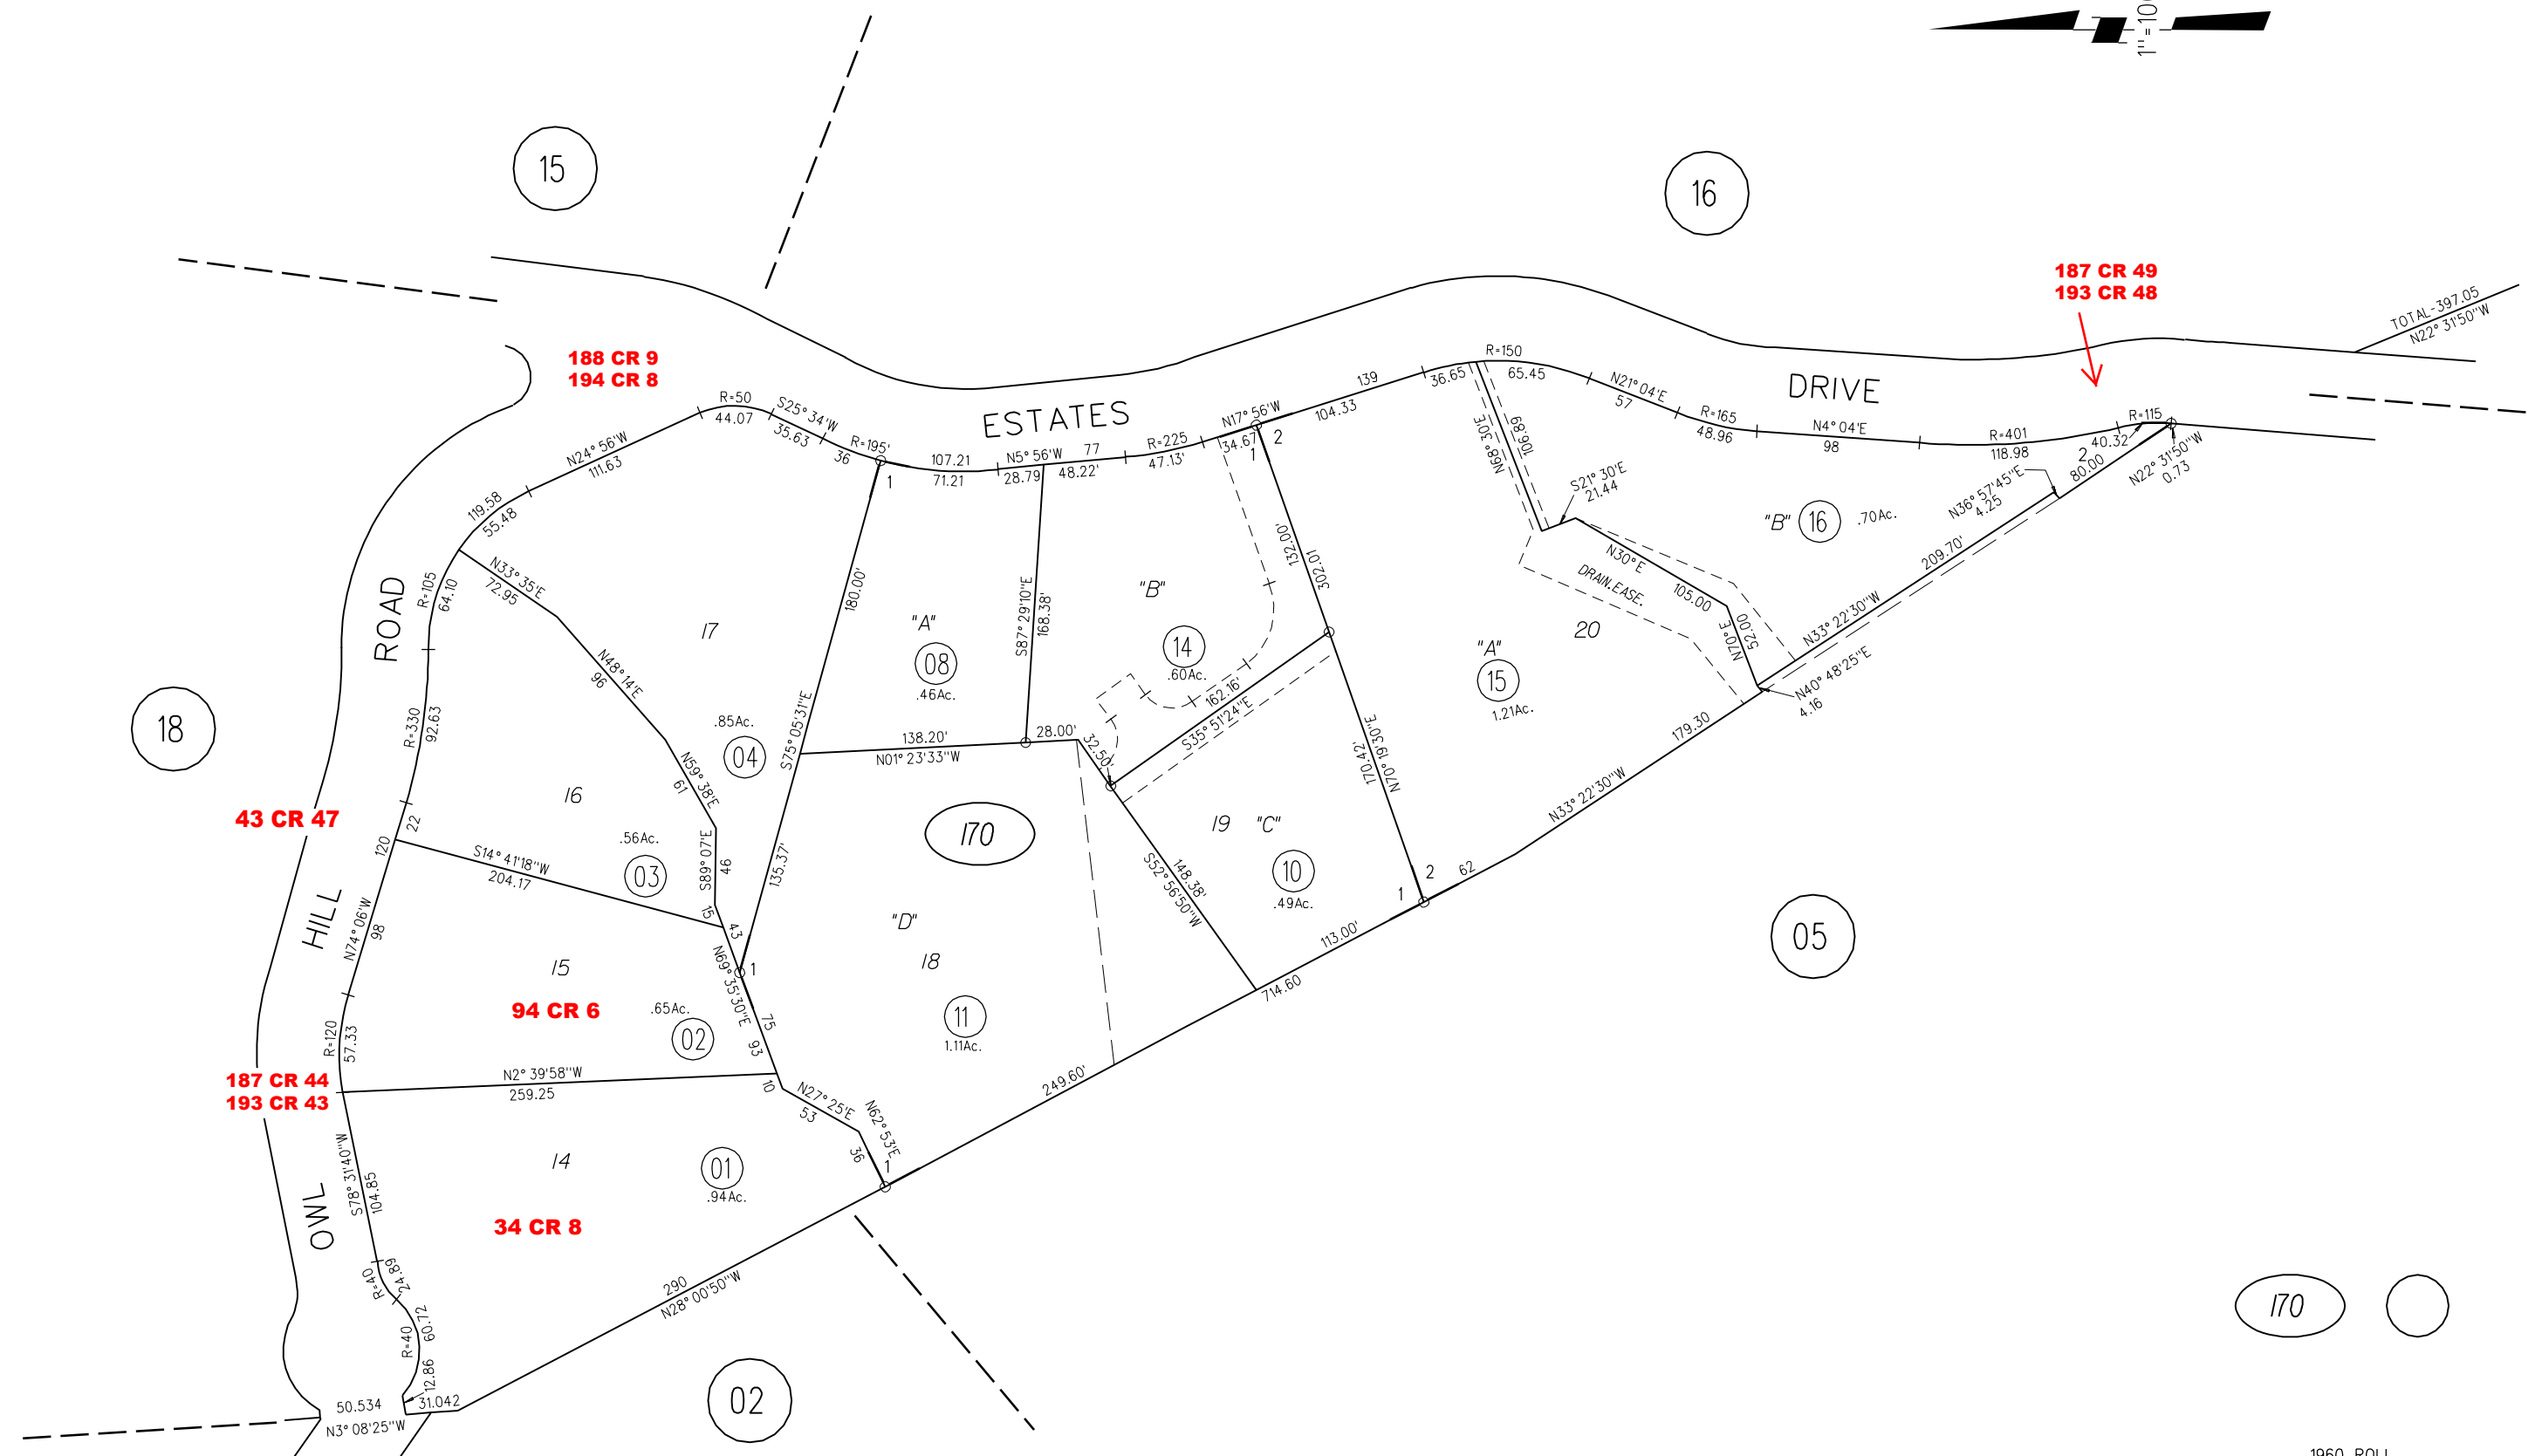 15
16
188 CR 9
194 CR 8
187 CR 49
193 CR 48
TOTAL-397.05
N22° 31'50"W
ESTATES
DRIVE
R=50
44.07
S25° 34'W
35.63
R=195'
36
N24° 56'W
111.63
119.58
55.48
1
107.21
71.21
N5° 56'W
28.79
77
48.22'
R=225
47.13'
N17° 56'W
34.67
1
2
139
104.33
36.65
R=150
65.45
N21° 04'E
57
R=165
48.96
N4° 04'E
98
R=401
118.98
R=115
40.32
2
80.00
N22° 31'50"W
0.73
N36° 57'45"E
4.25
N68° 30'E
106.89
S21° 30'E
21.44
"B"
16
.70Ac.
N30° E
105.00
DRAIN.EASE.
N70° E
52.00
209.70'
N33° 22'30"W
N40° 48'25"E
4.16
179.30
N33° 22'30"W
20
"A"
15
1.21Ac.
132.00'
302.01
N70° 19'30"E
170.42'
"B"
14
.60Ac.
162.16'
S35° 51'24"E
S87° 29'10"E
168.38'
"A"
08
.46Ac.
138.20'
N01° 23'33"W
28.00'
32.50'
180.00'
S75° 05'31"E
135.37'
17
.85Ac.
04
N33° 35'E
72.95
N48° 14'E
96
N59° 38'E
61
S89° 07'E
46
15
43
R=105
64.10
R=330
92.63
22
120
ROAD
HILL
OWL
18
43 CR 47
16
.56Ac.
03
S14° 41'18"W
204.17
N74° 06'W
98
170
19
"C"
10
.49Ac.
148.38'
S52° 56'50"W
1
2
62
113.00'
714.60
05
"D"
18
11
1.11Ac.
249.60'
1
N69° 35'30"E
75
93
10
15
94 CR 6
.65Ac.
02
R=120
57.33
N2° 39'58"W
259.25
187 CR 44
193 CR 43
N27° 25'E
53
N62° 53'E
36
1
14
01
.94Ac.
34 CR 8
S78° 31'40"W
104.85
R=40
24.89
R=40
60.72
12.86
31.042
50.534
N3° 08'25"W
290
N28° 00'50"W
02
170